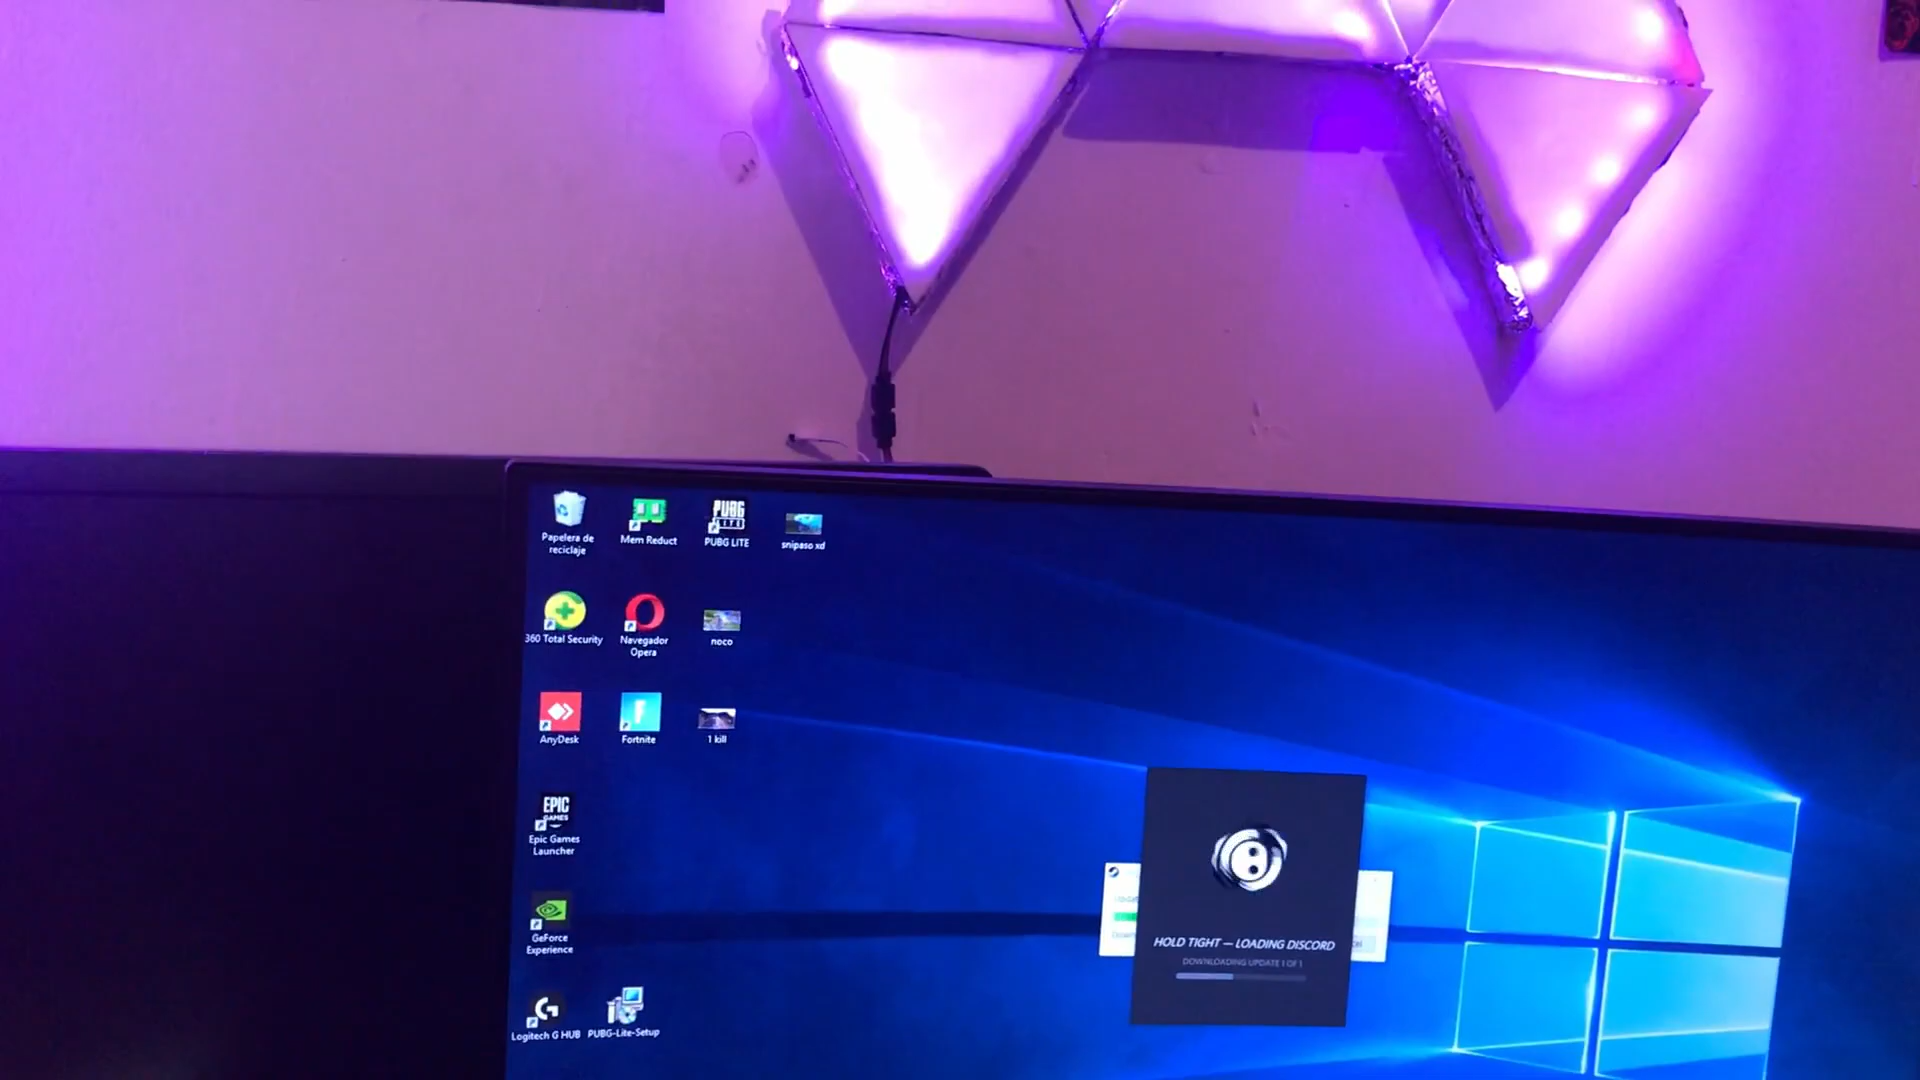 Papelera de
reciclaje
Mem Reduct
PUBG
LITE
PUBG LITE
snipaso xd
360 Total Security
Navegador
Opera
noco
AnyDesk
F
Fortnite
1 kill
EPIC
GAMES
Epic Games
Launcher
GeForce
Experience
G
Logitech G HUB
PUBG-Lite-Setup
HOLD TIGHT — LOADING DISCORD
DOWNLOADING UPDATE 1 OF 1